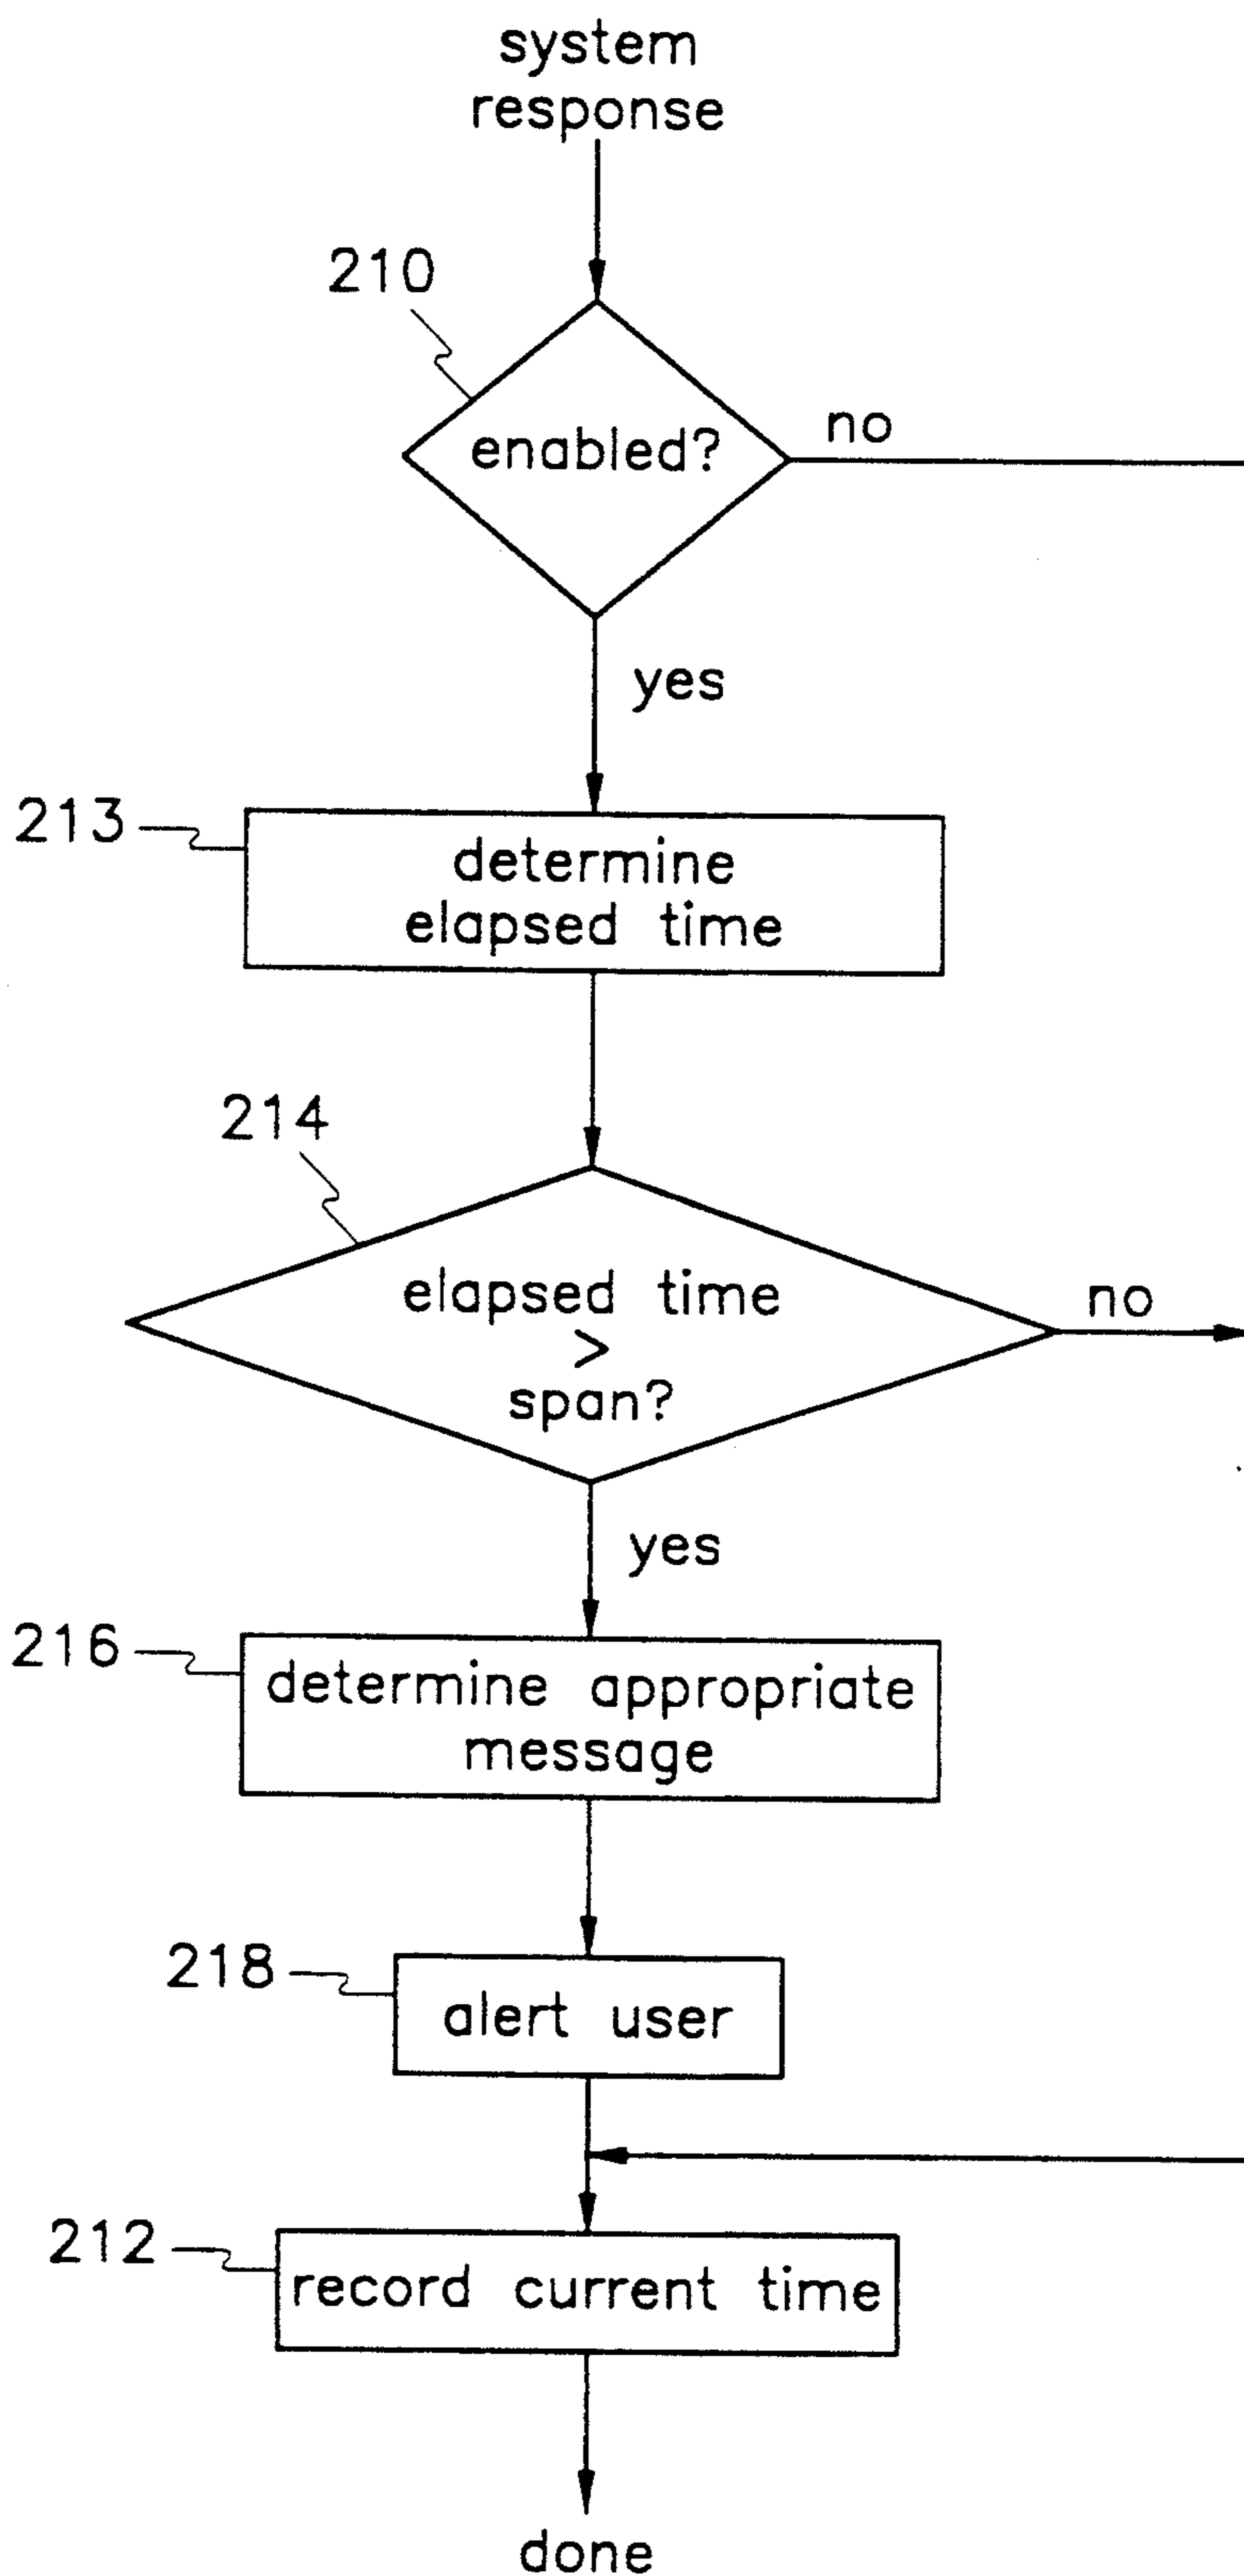 system
response
210
enabled?
no
yes
213
determine
elapsed time
214
elapsed time
>
span?
no
yes
216
determine appropriate
message
218
alert user
212
record current time
done